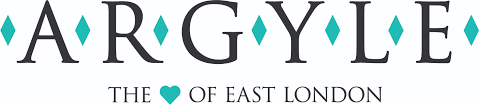 ARGYLE
THE ♥ OF EAST LONDON